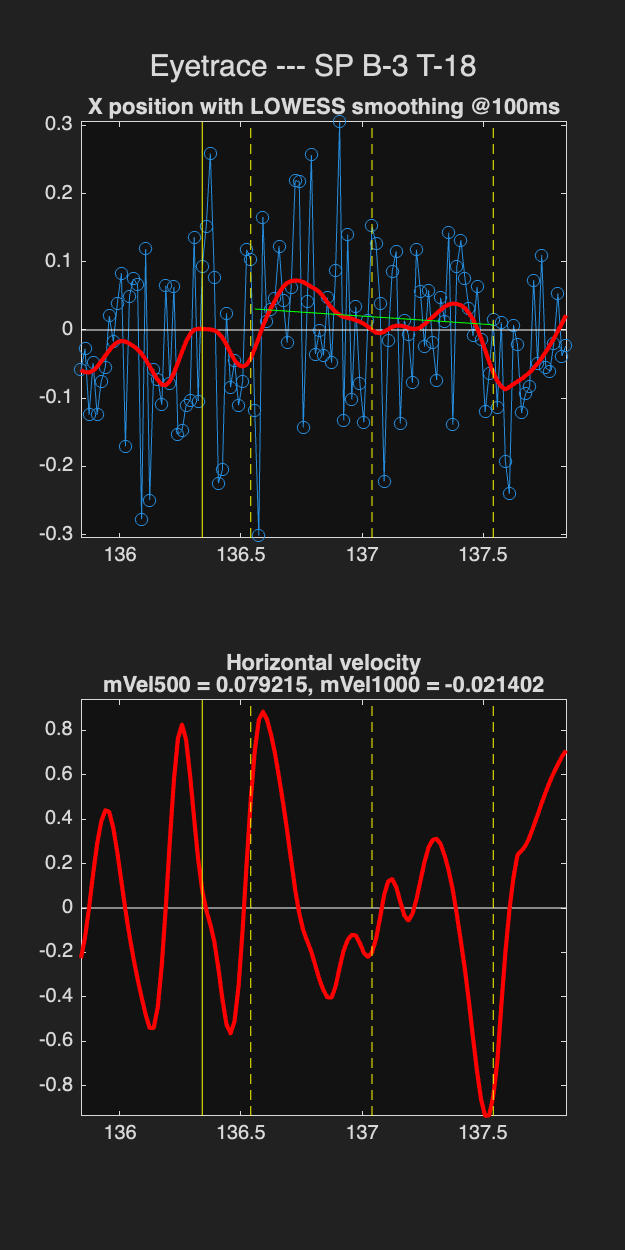 Eyetrace --- SP B-3 T-18
X position with LOWESS smoothing @100ms
0.3
0.2
0.1
0
-0.1
-0.2
-0.3
136 136.5 137 137.5
Horizontal velocity
mVel500 = 0.079215, mVel1000 = -0.021402
0.8
0.6
0.4
0.2
0
-0.2
-0.4
-0.6
-0.8
136 136.5 137 137.5